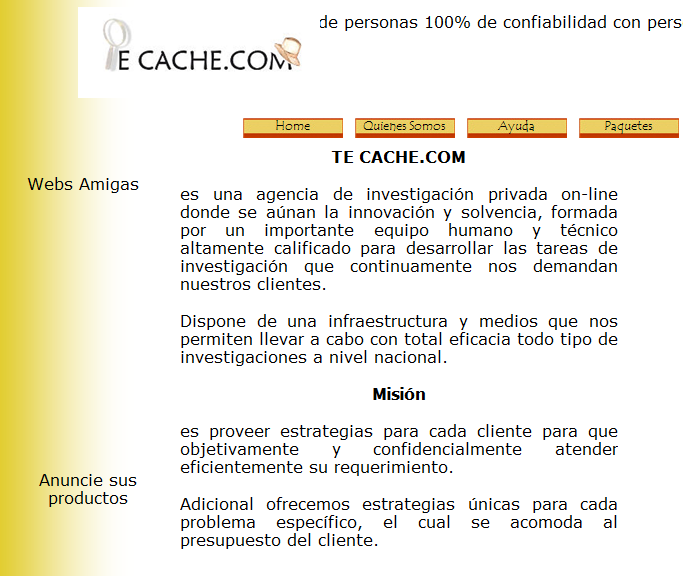 de personas 100% de confiabilidad con pers
TE CACHE.COM
Home
Quienes Somos
Ayuda
Paquetes
TE CACHE.COM
Webs Amigas
es una agencia de investigación privada on-line
donde se aúnan la innovación y solvencia, formada
por un importante equipo humano y técnico
altamente calificado para desarrollar las tareas de
investigación que continuamente nos demandan
nuestros clientes.
Dispone de una infraestructura y medios que nos
permiten llevar a cabo con total eficacia todo tipo de
investigaciones a nivel nacional.
Misión
es proveer estrategias para cada cliente para que
objetivamente y confidencialmente atender
eficientemente su requerimiento.
Anuncie sus
productos
Adicional ofrecemos estrategias únicas para cada
problema específico, el cual se acomoda al
presupuesto del cliente.